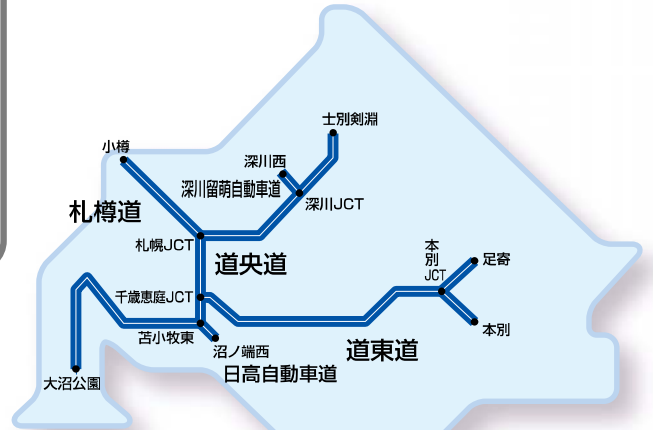 士別剣淵
小樽
深川西
深川留萌自動車道
深川JCT
札樽道
札幌JCT
道央道
本別
JCT
足寄
千歳恵庭JCT
本別
苫小牧東
沼ノ端西
道東道
日高自動車道
大沼公園